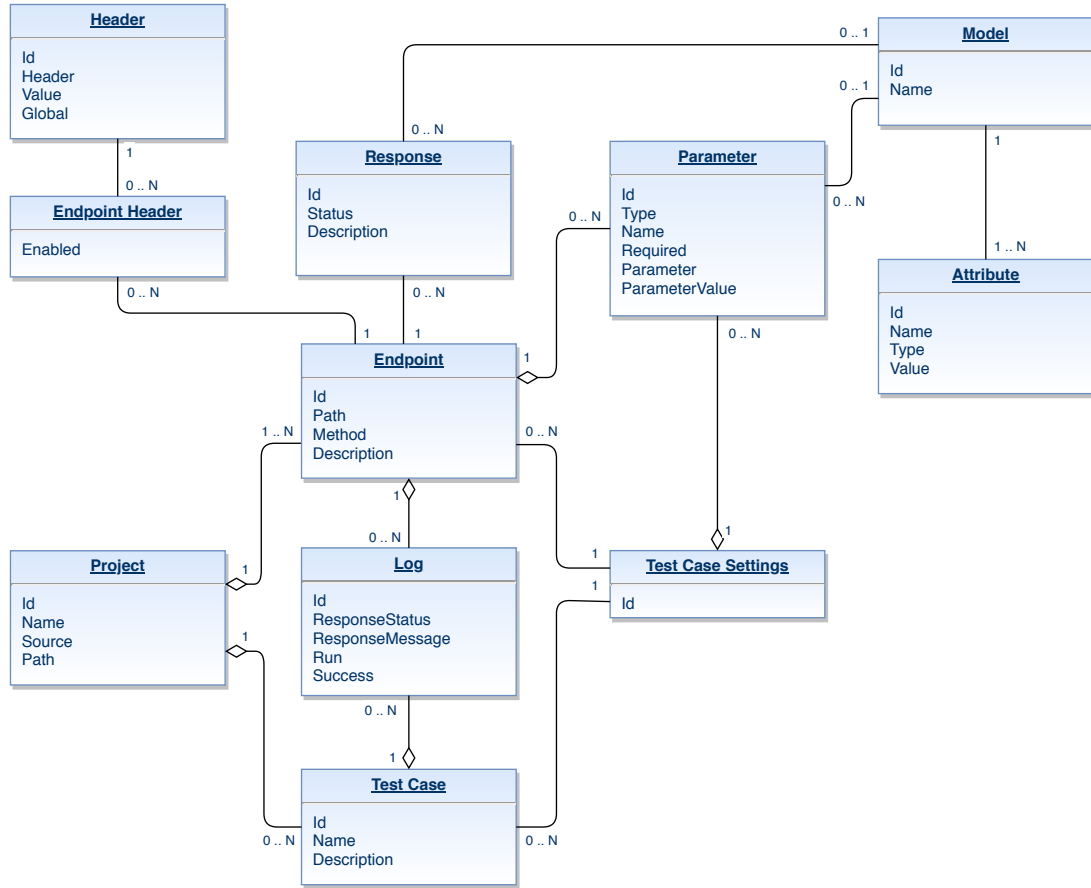 Header
Id
Header
Value
Global
1
0 .. N
Endpoint Header
Enabled
0 .. N
1
Response
Id
Status
Description
0 .. N
0 .. 1
0 .. N
1
Model
Id
Name
0 .. 1
0 .. N
1
1 .. N
Parameter
Id
Type
Name
Required
Parameter
ParameterValue
0 .. N
1
0 .. N
1
Attribute
Id
Name
Type
Value
Endpoint
Id
Path
Method
Description
1 .. N
1
0 .. N
1
1
0 .. N
Project
Id
Name
Source
Path
1
0 .. N
Log
Id
ResponseStatus
ResponseMessage
Run
Success
0 .. N
1
Test Case Settings
Id
1
0 .. N
Test Case
Id
Name
Description